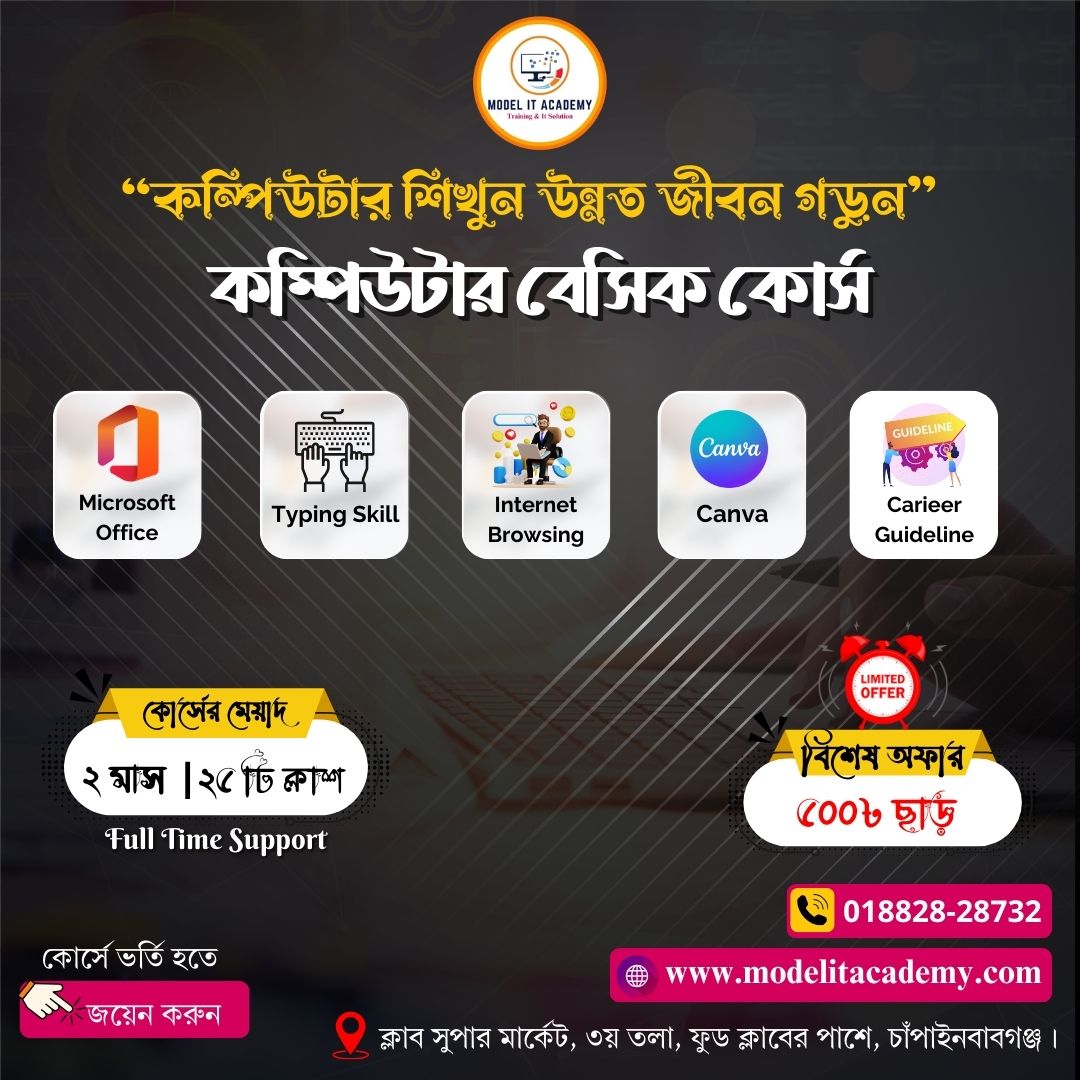 MODEL IT ACADEMY
Training & It Solution
“কম্পিউটার শিখুন উন্নত জীবন গড়ুন”
কম্পিউটার বেসিক কোর্স
Microsoft
Office
Typing Skill
Internet
Browsing
Canva
Canva
GUIDELINE
Carieer
Guideline
কোর্সের মেয়াদ
২ মাস | ২৫ টি ক্লাশ
Full Time Support
LIMITED
OFFER
বিশেষ অফার
৫০০৳ ছাড়
018828-28732
www.modelitacademy.com
কোর্সে ভর্তি হতে
জয়েন করুন
ক্লাব সুপার মার্কেট, ৩য় তলা, ফুড ক্লাবের পাশে, চাঁপাইনবাবগঞ্জ।